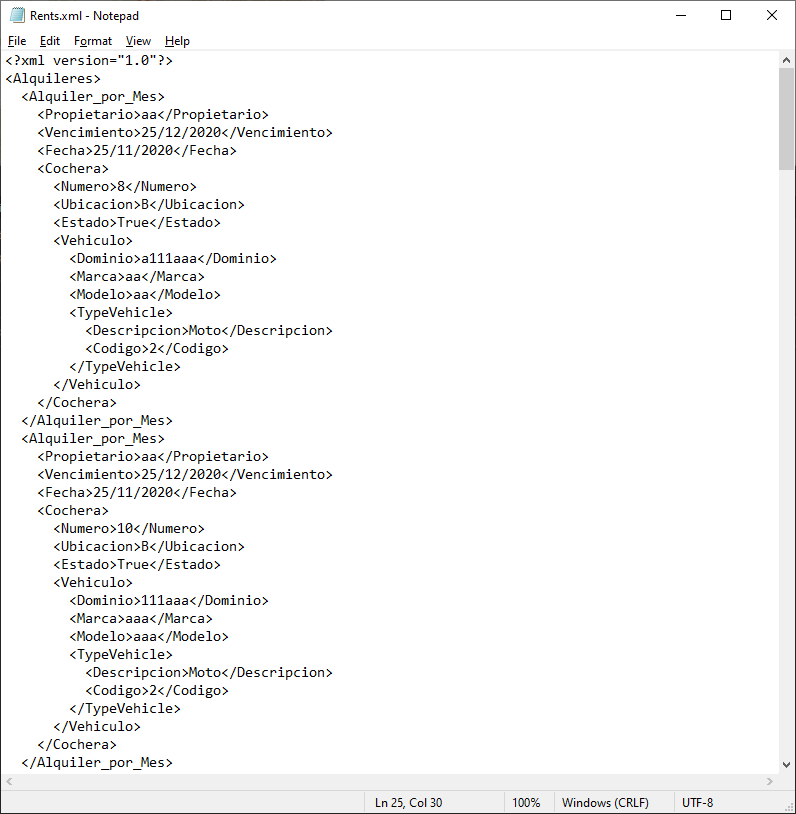 Rents.xml - Notepad
File Edit Format View Help
<?xml version="1.0"?>
<Alquileres>
  <Alquiler_por_Mes>
    <Propietario>aa</Propietario>
    <Vencimiento>25/12/2020</Vencimiento>
    <Fecha>25/11/2020</Fecha>
    <Cochera>
      <Numero>8</Numero>
      <Ubicacion>B</Ubicacion>
      <Estado>True</Estado>
      <Vehiculo>
        <Dominio>a111aaa</Dominio>
        <Marca>aa</Marca>
        <Modelo>aa</Modelo>
        <TypeVehicle>
          <Descripcion>Moto</Descripcion>
          <Codigo>2</Codigo>
        </TypeVehicle>
      </Vehiculo>
    </Cochera>
  </Alquiler_por_Mes>
  <Alquiler_por_Mes>
    <Propietario>aa</Propietario>
    <Vencimiento>25/12/2020</Vencimiento>
    <Fecha>25/11/2020</Fecha>
    <Cochera>
      <Numero>10</Numero>
      <Ubicacion>B</Ubicacion>
      <Estado>True</Estado>
      <Vehiculo>
        <Dominio>111aaa</Dominio>
        <Marca>aaa</Marca>
        <Modelo>aaa</Modelo>
        <TypeVehicle>
          <Descripcion>Moto</Descripcion>
          <Codigo>2</Codigo>
        </TypeVehicle>
      </Vehiculo>
    </Cochera>
  </Alquiler_por_Mes>
Ln 25, Col 30 100% Windows (CRLF) UTF-8